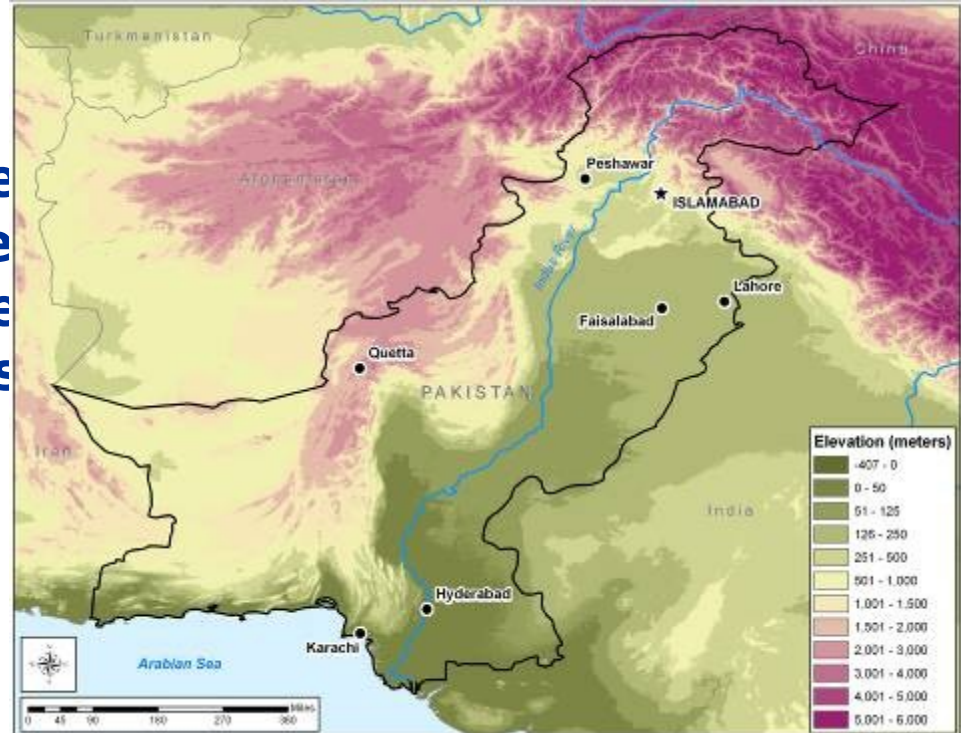 Turkmenistan
China
Afghanistan
Peshawar
ISLAMABAD
Indus River
Lahore
Faisalabad
Quetta
PAKISTAN
Iran
India
Hyderabad
Karachi
Arabian Sea
Elevation (meters)
-407 - 0
0 - 50
51 - 125
126 - 250
251 - 500
501 - 1,000
1,001 - 1,500
1,501 - 2,000
2,001 - 3,000
3,001 - 4,000
4,001 - 5,000
5,001 - 6,000
Miles
0 45 90 180 270 360